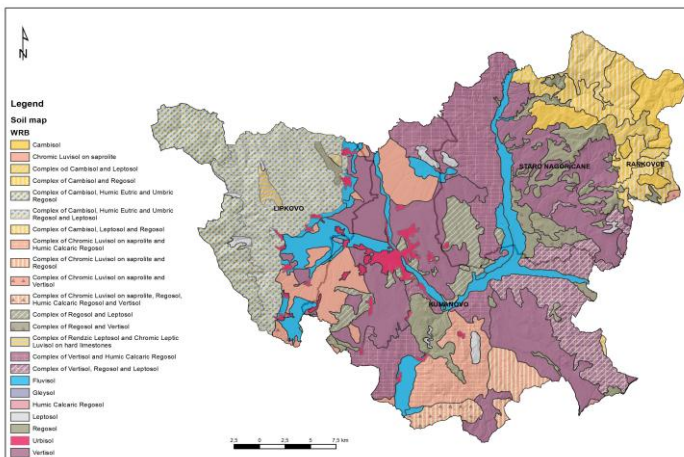 N
Legend
Soil map
WRB
Cambisol
Chromic Luvisol on saprolite
Complex od Cambisol and Leptosol
Complex of Cambisol and Regosol
Complex of Cambisol, Humic Eutric and Umbric
Regosol
Complex of Cambisol, Humic Eutric and Umbric
Regosol and Leptosol
Complex of Cambisol, Leptosol and Regosol
Complex of Chromic Luvisol on saprolite and
Humic Calcaric Regosol
Complex of Chromic Luvisol on saprolite
and Regosol
Complex of Chromic Luvisol on saprolite and
Vertisol
Complex of Chromic Luvisol on saprolite, Regosol,
Humic Calcaric Regosol and Vertisol
Complex of Regosol and Leptosol
Complex of Regosol and Vertisol
Complex of Rendzic Leptosol and Chromic Leptic
Luvisol on hard limestones
Complex of Vertisol and Humic Calcaric Regosol
Complex of Vertisol, Regosol and Leptosol
Fluvisol
Gleysol
Humic Calcaric Regosol
Leptosol
Regosol
Urbisol
Vertisol
LIPKOVO
STARO NAGORICANE
RANKOVCE
KUMANOVO
2,5 0 2,5 5 7,5 km